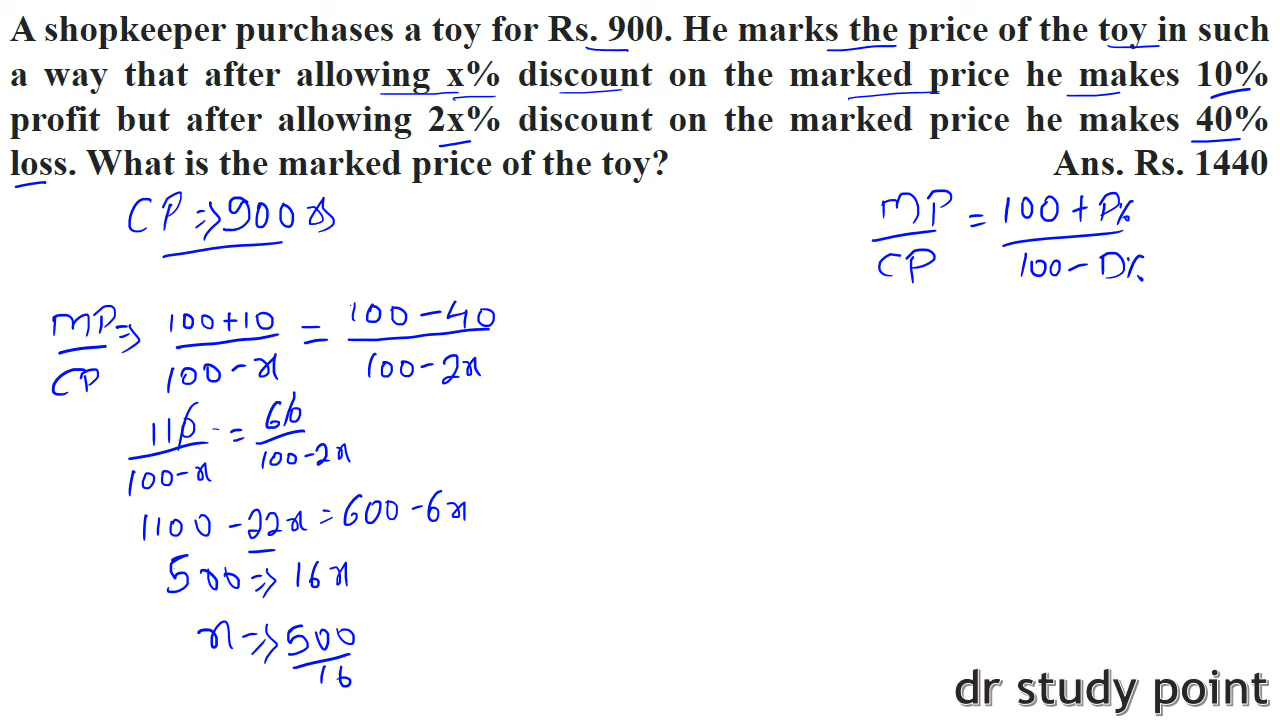 A shopkeeper purchases a toy for Rs. 900. He marks the price of the toy in such
a way that after allowing x% discount on the marked price he makes 10%
profit but after allowing 2x% discount on the marked price he makes 40%
loss. What is the marked price of the toy? Ans. Rs. 1440
CP ⇒ 900 rs
MP/CP = 100 + P% / 100 - D%
MP/CP ⇒ 100+10 / 100-x = 100-40 / 100-2x
110 / 100-x = 60 / 100-2x
1100 - 22x = 600 - 6x
500 ⇒ 16x
x ⇒ 500/16
dr study point